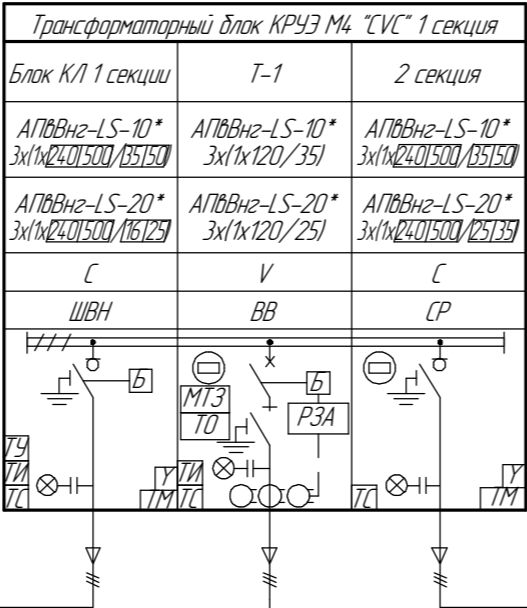 Трансформаторный блок КРУЭ М4 "CVC" 1 секция
Блок КЛ 1 секции Т-1 2 секция
АПвВнг-LS-10* АПвВнг-LS-10* АПвВнг-LS-10*
3х(1х240|500/35|50) 3х(1х120/35) 3х(1х240|500/35|50)
АПвВнг-LS-20* АПвВнг-LS-20* АПвВнг-LS-20*
3х(1х240|500/16|25) 3х(1х120/25) 3х(1х240|500/25|35)
C V C
ШВН ВВ СР
Б МТЗ Б
ТО РЗА
ТУ
ТИ У ТИ У
ТС ТМ ТС ТС ТМ